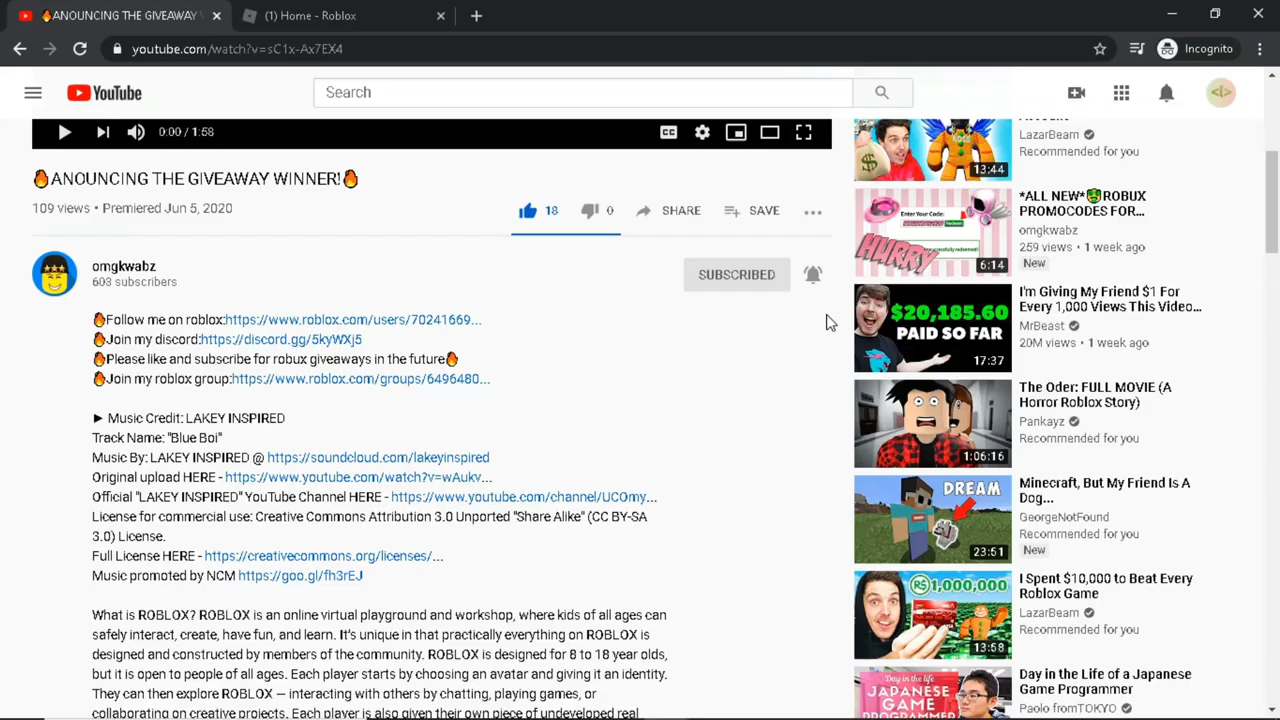 🔥ANOUNCING THE GIVEAWAY
(1) Home - Roblox
youtube.com/watch?v=sC1x-Ax7EX4
Incognito
YouTube
Search
0:00 / 1:58
CC
🔥ANOUNCING THE GIVEAWAY WINNER!🔥
109 views • Premiered Jun 5, 2020
18
0
SHARE
SAVE
omgkwabz
603 subscribers
SUBSCRIBED
🔥Follow me on roblox:https://www.roblox.com/users/70241669...
🔥Join my discord:https://discord.gg/5kyWXj5
🔥Please like and subscribe for robux giveaways in the future🔥
🔥Join my roblox group:https://www.roblox.com/groups/6496480...
► Music Credit: LAKEY INSPIRED
Track Name: "Blue Boi"
Music By: LAKEY INSPIRED @ https://soundcloud.com/lakeyinspired
Original upload HERE - https://www.youtube.com/watch?v=wAukv...
Official "LAKEY INSPIRED" YouTube Channel HERE - https://www.youtube.com/channel/UCOmy...
License for commercial use: Creative Commons Attribution 3.0 Unported "Share Alike" (CC BY-SA
3.0) License.
Full License HERE - https://creativecommons.org/licenses/...
Music promoted by NCM https://goo.gl/fh3rEJ
What is ROBLOX? ROBLOX is an online virtual playground and workshop, where kids of all ages can
safely interact, create, have fun, and learn. It's unique in that practically everything on ROBLOX is
designed and constructed by members of the community. ROBLOX is designed for 8 to 18 year olds,
but it is open to people of all ages. Each player starts by choosing an avatar and giving it an identity.
They can then explore ROBLOX — interacting with others by chatting, playing games, or
collaborating on creative projects. Each player is also given their own piece of undeveloped real
13:44
LazarBeam
Recommended for you
Enter Your Code:
Redeem
successfully redeemed!
HURRY
6:14
*ALL NEW*🤑ROBUX
PROMOCODES FOR...
omgkwabz
259 views • 1 week ago
New
$20,185.60
PAID SO FAR
17:37
I'm Giving My Friend $1 For
Every 1,000 Views This Video...
MrBeast
20M views • 1 week ago
1:06:16
The Oder: FULL MOVIE (A
Horror Roblox Story)
Pankayz
Recommended for you
DREAM
23:51
Minecraft, But My Friend Is A
Dog...
GeorgeNotFound
Recommended for you
New
R$1,000,000
13:58
I Spent $10,000 to Beat Every
Roblox Game
LazarBeam
Recommended for you
Day in the life
JAPANESE
GAME
PROGRAMMER
Day in the Life of a Japanese
Game Programmer
Paolo fromTOKYO